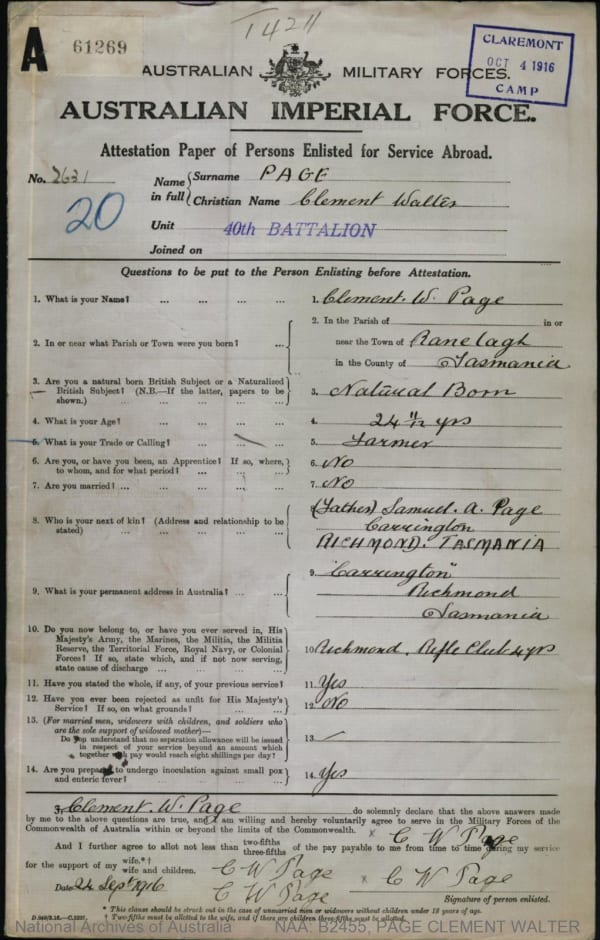 T4211
A
61269
CLAREMONT
OCT 4 1916
CAMP
AUSTRALIAN MILITARY FORCES.
AUSTRALIAN IMPERIAL FORCE.
Attestation Paper of Persons Enlisted for Service Abroad.
No. 2631
20
Name in full { Surname PAGE
Christian Name Clement Walter
Unit 40th BATTALION
Joined on
Questions to be put to the Person Enlisting before Attestation.
1. What is your Name? ... ... ... ... 1. Clement. W. Page
2. In or near what Parish or Town were you born? ... 2. In the Parish of in or
near the Town of Ranelagh
in the County of Tasmania
3. Are you a natural born British Subject or a Naturalized
British Subject? (N.B.—If the latter, papers to be
shown.) ... ... ... ... 3. Natural Born
4. What is your Age? ... ... ... ... 4. 24 11/12 yrs
5. What is your Trade or Calling? ... ... ... 5. Farmer
6. Are you, or have you been, an Apprentice? If so, where,
to whom, and for what period? ... ... ... 6. No
7. Are you married? ... ... ... ... 7. No
8. Who is your next of kin? (Address and relationship to be
stated) ... ... ... ... 8. (Father) Samuel. A. Page
Carrington
RICHMOND. TASMANIA
9. What is your permanent address in Australia? ... ... 9. "Carrington"
Richmond
Tasmania
10. Do you now belong to, or have you ever served in, His
Majesty's Army, the Marines, the Militia, the Militia
Reserve, the Territorial Force, Royal Navy, or Colonial
Forces? If so, state which, and if not now serving,
state cause of discharge ... ... ... 10 Richmond. Rifle Club 4 yrs
11. Have you stated the whole, if any, of your previous service? 11. Yes
12. Have you ever been rejected as unfit for His Majesty's
Service? If so, on what grounds? ... ... ... 12. No
13. (For married men, widowers with children, and soldiers who
are the sole support of widowed mother)—
Do you understand that no separation allowance will be issued
in respect of your service beyond an amount which
together with pay would reach eight shillings per day? 13.
14. Are you prepared to undergo inoculation against small pox
and enteric fever? ... ... ... 14. Yes
I, Clement. W. Page do solemnly declare that the above answers made
by me to the above questions are true, and I am willing and hereby voluntarily agree to serve in the Military Forces of the
Commonwealth of Australia within or beyond the limits of the Commonwealth. x C W Page
And I further agree to allot not less than two-fifths three-fifths of the pay payable to me from time to time during my service
for the support of my wife.*† wife and children. C W Page x C W Page
Date 24 Sept 1916 C W Page Signature of person enlisted.
* This clause should be struck out in the case of unmarried men or widowers without children under 18 years of age.
† Two-fifths must be allotted to the wife, and if there are children three-fifths must be allotted.
National Archives of Australia NAA: B2455, PAGE CLEMENT WALTER